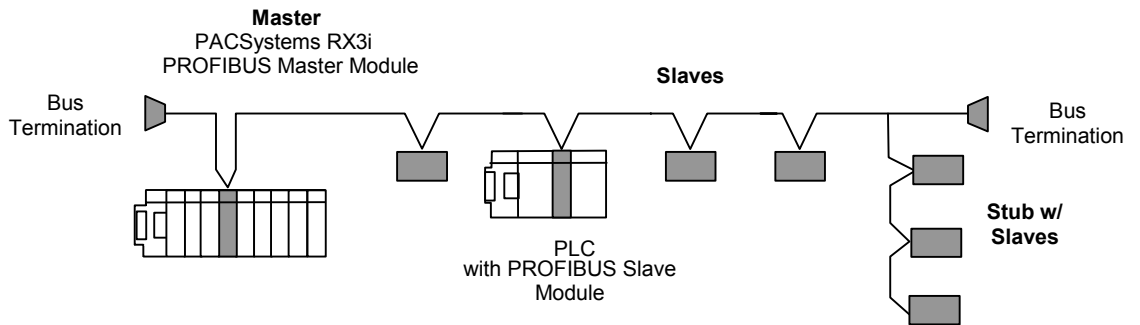 Master
PACSystems RX3i
PROFIBUS Master Module
Slaves
Bus
Termination
Bus
Termination
Stub w/
Slaves
PLC
with PROFIBUS Slave
Module